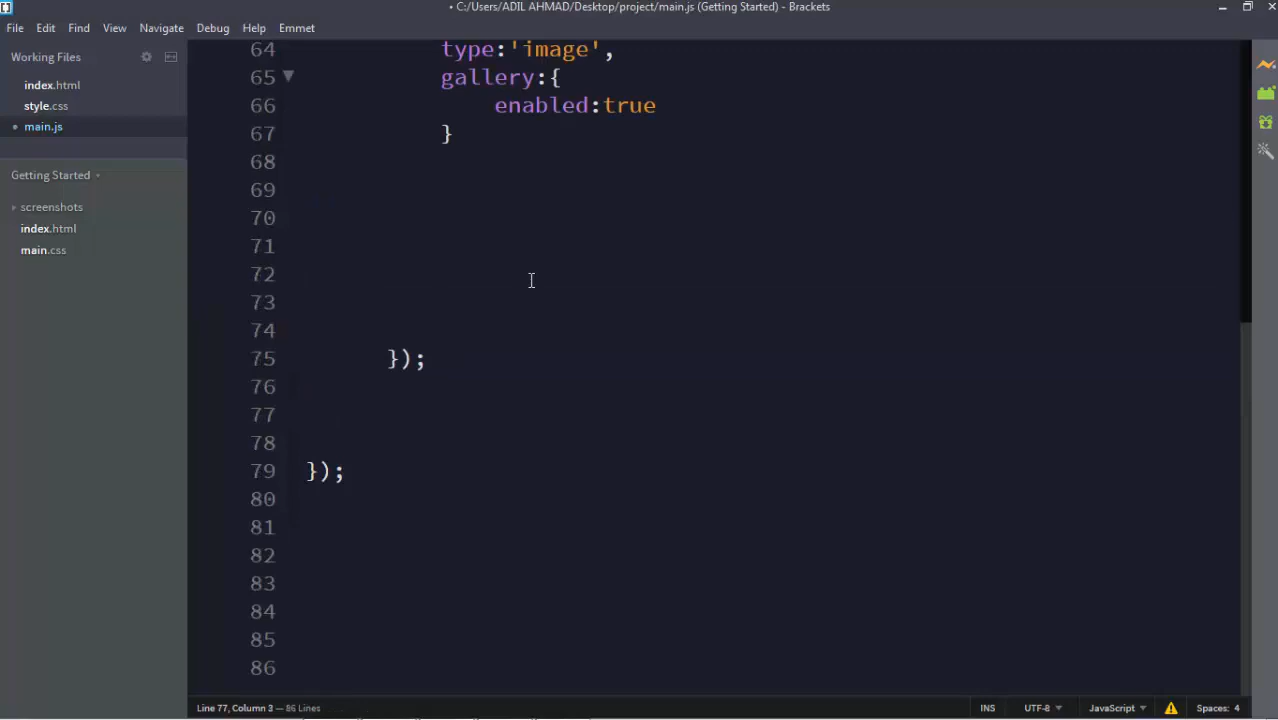 • C:/Users/ADIL AHMAD/Desktop/project/main.js (Getting Started) - Brackets
File Edit Find View Navigate Debug Help Emmet
Working Files
index.html
style.css
main.js
Getting Started
screenshots
index.html
main.css
64 type:'image',
65 gallery:{
66 enabled:true
67 }
68
69
70
71
72
73
74
75 });
76
77
78
79 });
80
81
82
83
84
85
86
Line 77, Column 3 — 86 Lines INS UTF-8 JavaScript Spaces: 4